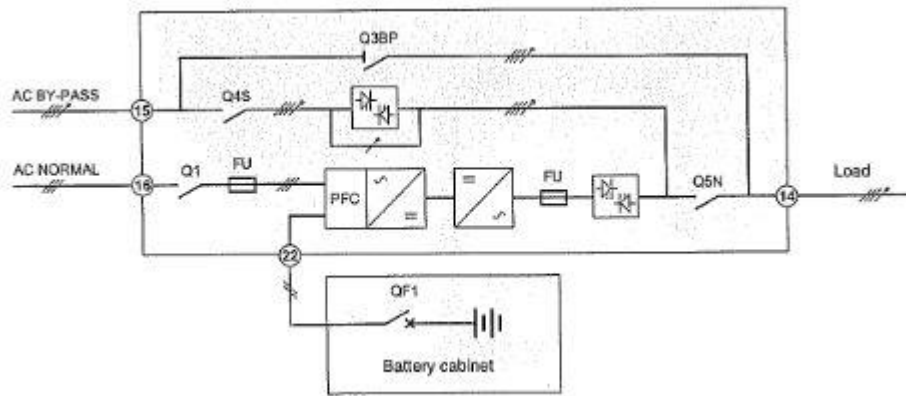 Q3BP
AC BY-PASS
15
Q4S
AC NORMAL
16
Q1
FU
PFC
FU
Q5N
14
Load
22
QF1
Battery cabinet